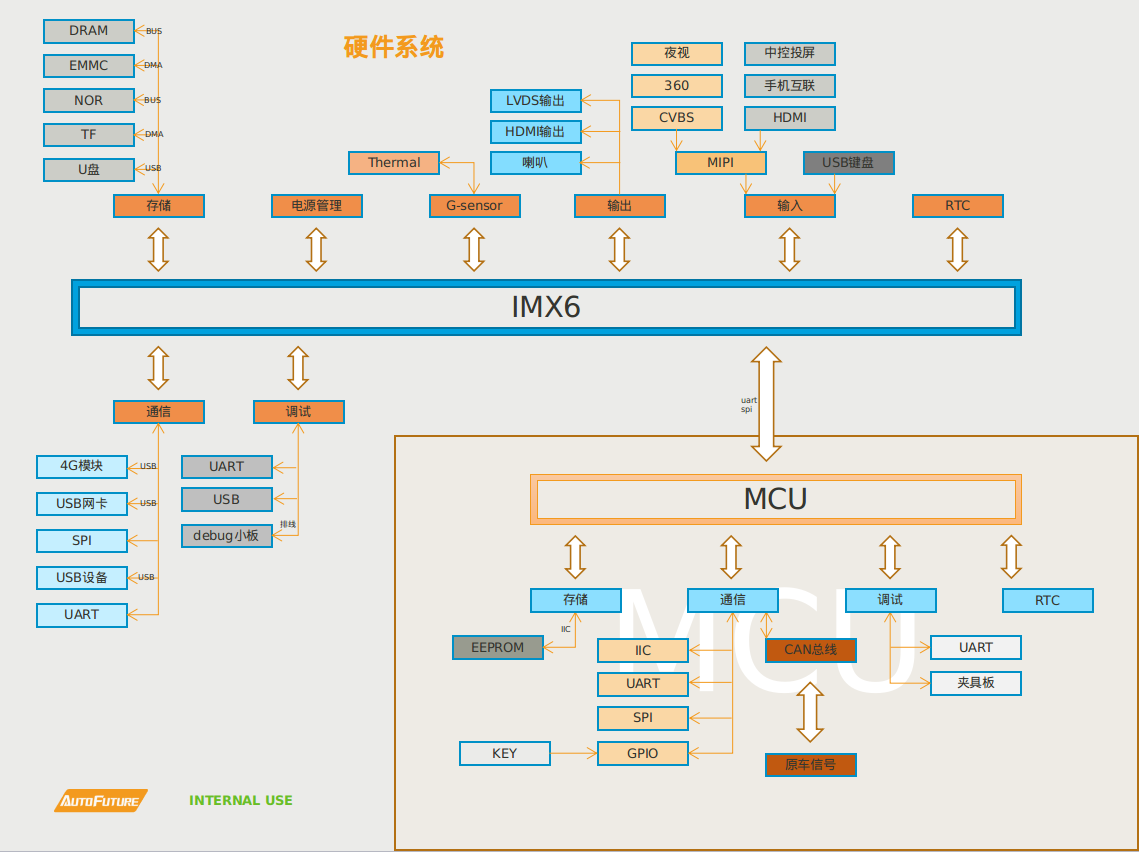 硬件系统
DRAM
BUS
EMMC
DMA
NOR
BUS
TF
DMA
U盘
USB
夜视
中控投屏
360
手机互联
LVDS输出
CVBS
HDMI
HDMI输出
Thermal
喇叭
MIPI
USB键盘
存储
电源管理
G-sensor
输出
输入
RTC
IMX6
uart
spi
通信
调试
4G模块
USB
USB网卡
USB
SPI
USB设备
USB
UART
UART
USB
debug小板
排线
MCU
MCU
存储
通信
调试
RTC
IIC
EEPROM
IIC
CAN总线
UART
UART
夹具板
SPI
KEY
GPIO
原车信号
AUTOFUTURE
INTERNAL USE